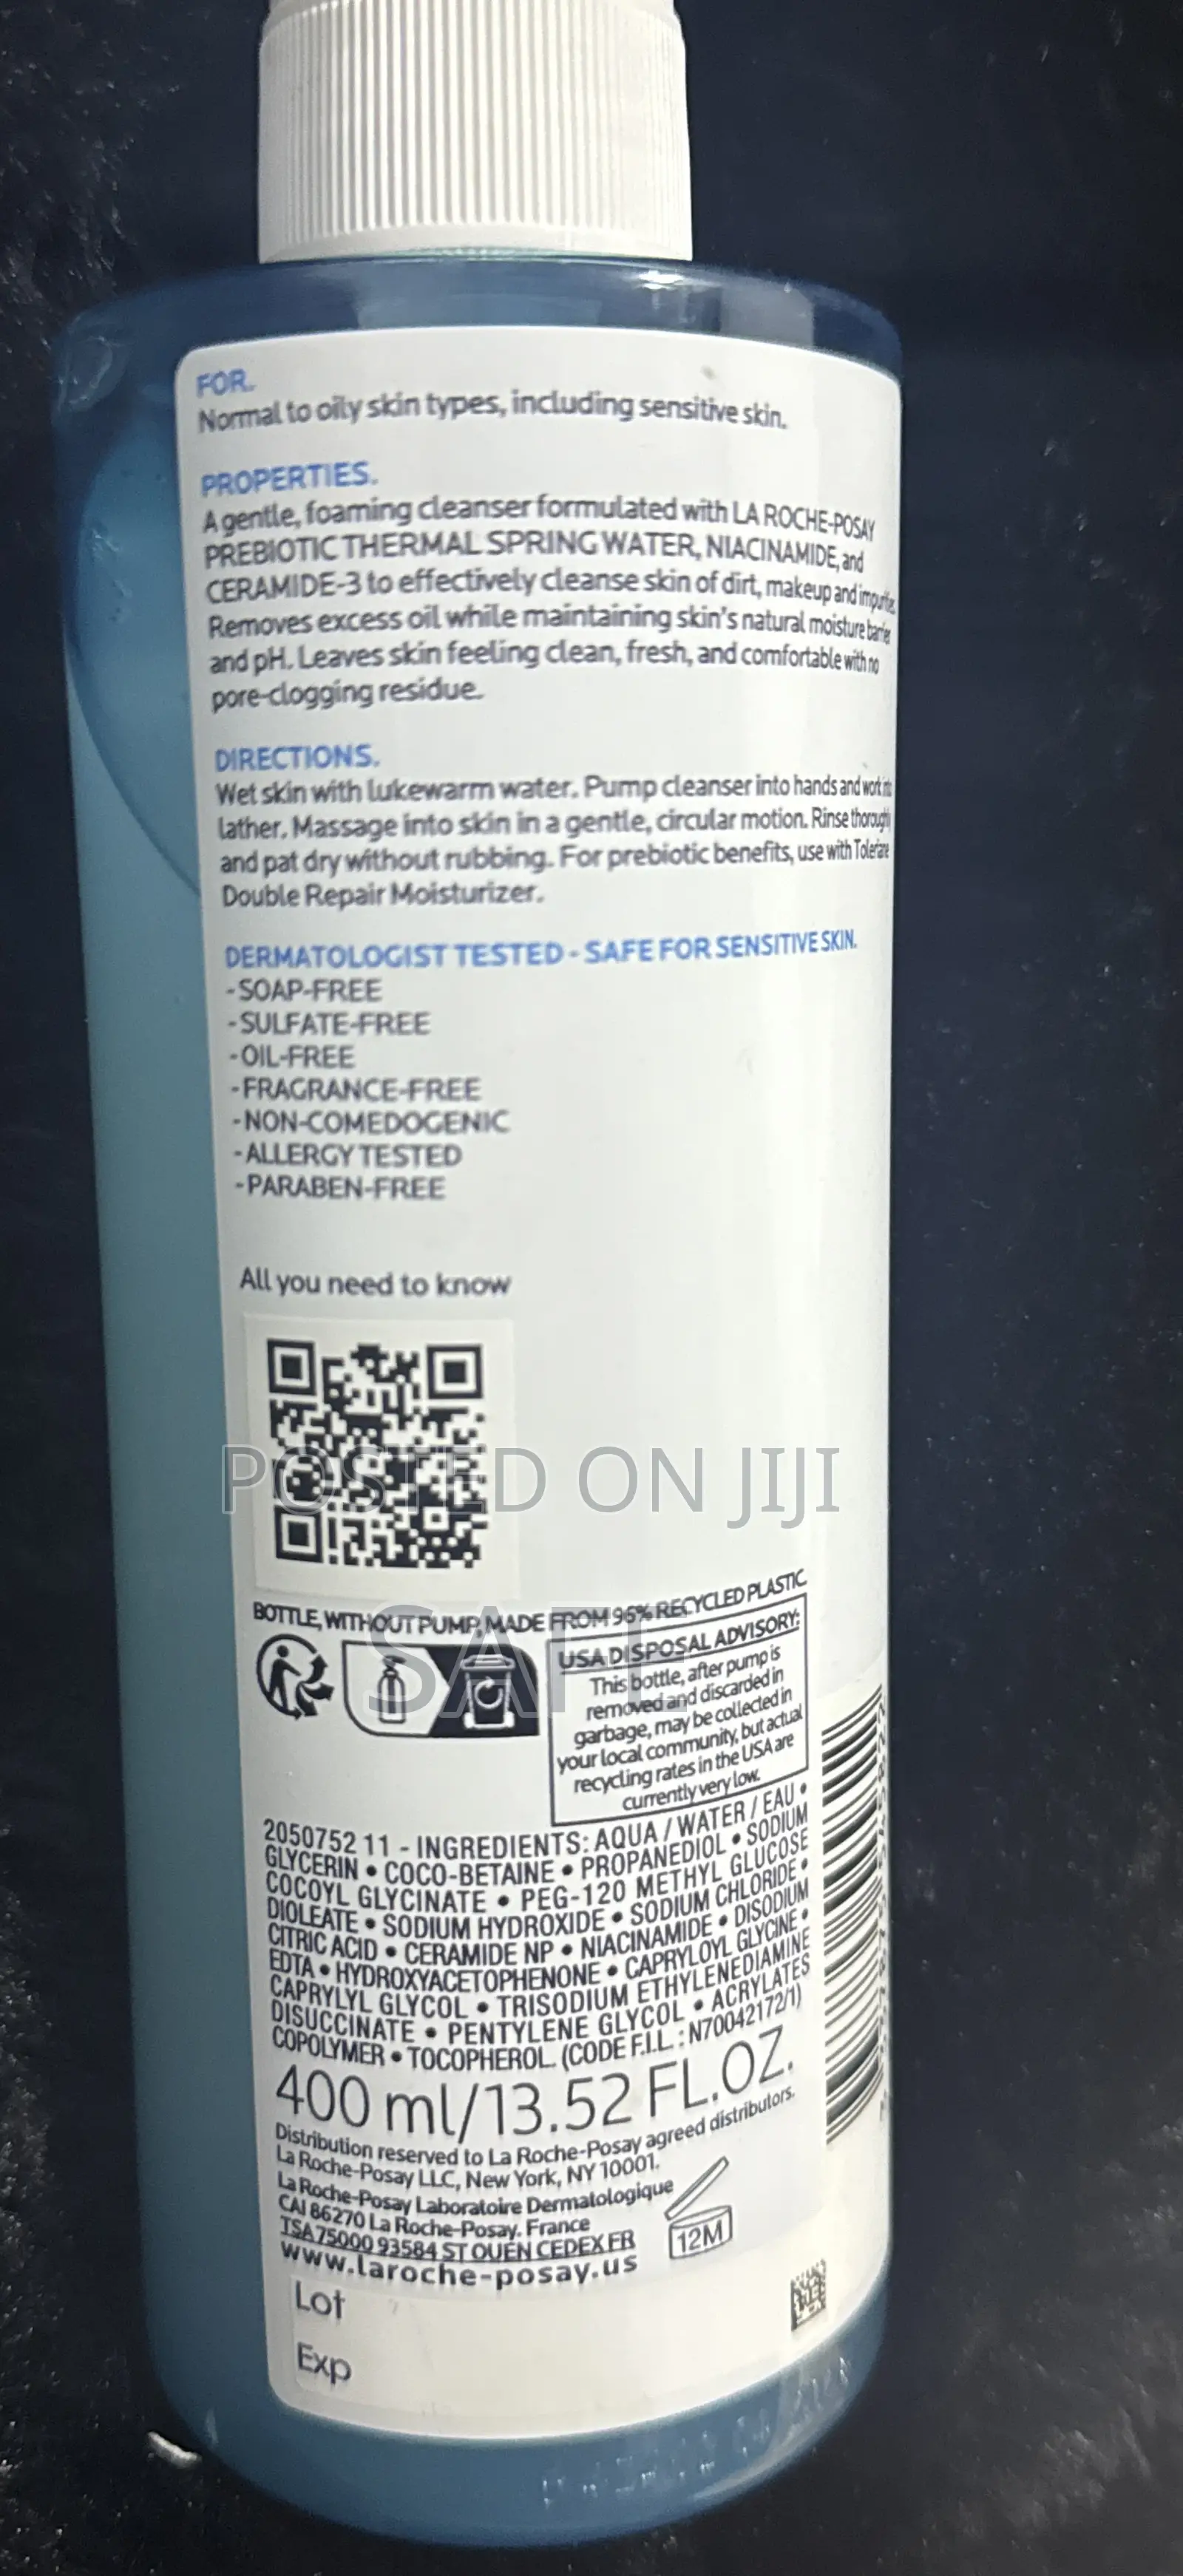 FOR.
Normal to oily skin types, including sensitive skin.
PROPERTIES.
A gentle, foaming cleanser formulated with LA ROCHE-POSAY
PREBIOTIC THERMAL SPRING WATER, NIACINAMIDE, and
CERAMIDE-3 to effectively cleanse skin of dirt, makeup and impurities.
Removes excess oil while maintaining skin's natural moisture barrier
and pH. Leaves skin feeling clean, fresh, and comfortable with no
pore-clogging residue.
DIRECTIONS.
Wet skin with lukewarm water. Pump cleanser into hands and work into
lather. Massage into skin in a gentle, circular motion. Rinse thoroughly
and pat dry without rubbing. For prebiotic benefits, use with Toleriane
Double Repair Moisturizer.
DERMATOLOGIST TESTED - SAFE FOR SENSITIVE SKIN.
- SOAP-FREE
- SULFATE-FREE
- OIL-FREE
- FRAGRANCE-FREE
- NON-COMEDOGENIC
- ALLERGY TESTED
- PARABEN-FREE
All you need to know
POSTED ON JIJI
SAFE
BOTTLE, WITHOUT PUMP, MADE FROM 95% RECYCLED PLASTIC
USA DISPOSAL ADVISORY:
This bottle, after pump is
removed and discarded in
garbage, may be collected in
your local community, but actual
recycling rates in the USA are
currently very low.
2050752 11 - INGREDIENTS: AQUA / WATER / EAU •
GLYCERIN • COCO-BETAINE • PROPANEDIOL • SODIUM
COCOYL GLYCINATE • PEG-120 METHYL GLUCOSE
DIOLEATE • SODIUM HYDROXIDE • SODIUM CHLORIDE •
CITRIC ACID • CERAMIDE NP • NIACINAMIDE • DISODIUM
EDTA • HYDROXYACETOPHENONE • CAPRYLOYL GLYCINE •
CAPRYLYL GLYCOL • TRISODIUM ETHYLENEDIAMINE
DISUCCINATE • PENTYLENE GLYCOL • ACRYLATES
COPOLYMER • TOCOPHEROL. (CODE F.I.L. : N70042172/1)
400 ml/13.52 FL.OZ.
Distribution reserved to La Roche-Posay agreed distributors.
La Roche-Posay LLC, New York, NY 10001.
La Roche-Posay Laboratoire Dermatologique
CAI 86270 La Roche-Posay. France
TSA 75000 93584 ST OUEN CEDEX FR
www.laroche-posay.us
12M
Lot
Exp